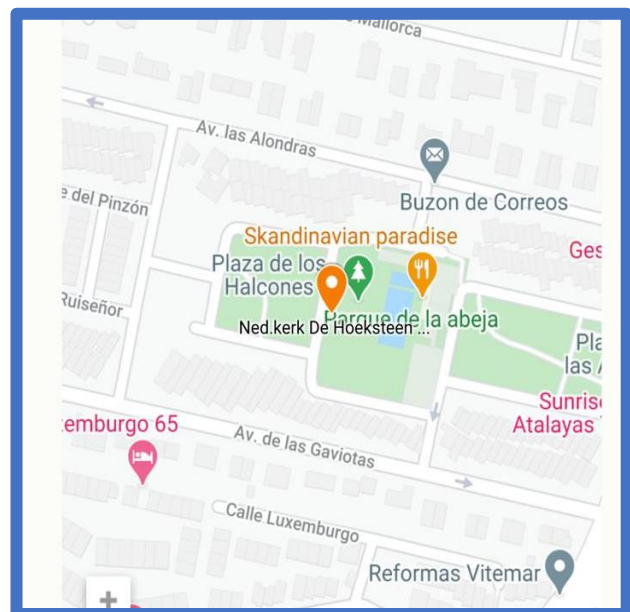 Mallorca
Av. las Alondras
Buzon de Correos
e del Pinzón
Skandinavian paradise
Ges
Plaza de los
Halcones
Ruiseñor
Parque de la abeja
Ned.kerk De Hoeksteen ...
Pla
las
Sunrise
Atalayas
emburgo 65
Av. de las Gaviotas
Calle Luxemburgo
Reformas Vitemar
+